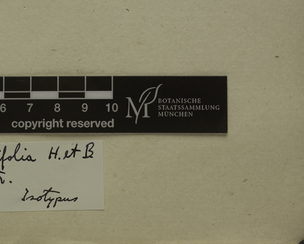 6 7 8 9 10
copyright reserved
BOTANISCHE
STAATSSAMMLUNG
MÜNCHEN
folia H. et B
Isotypus